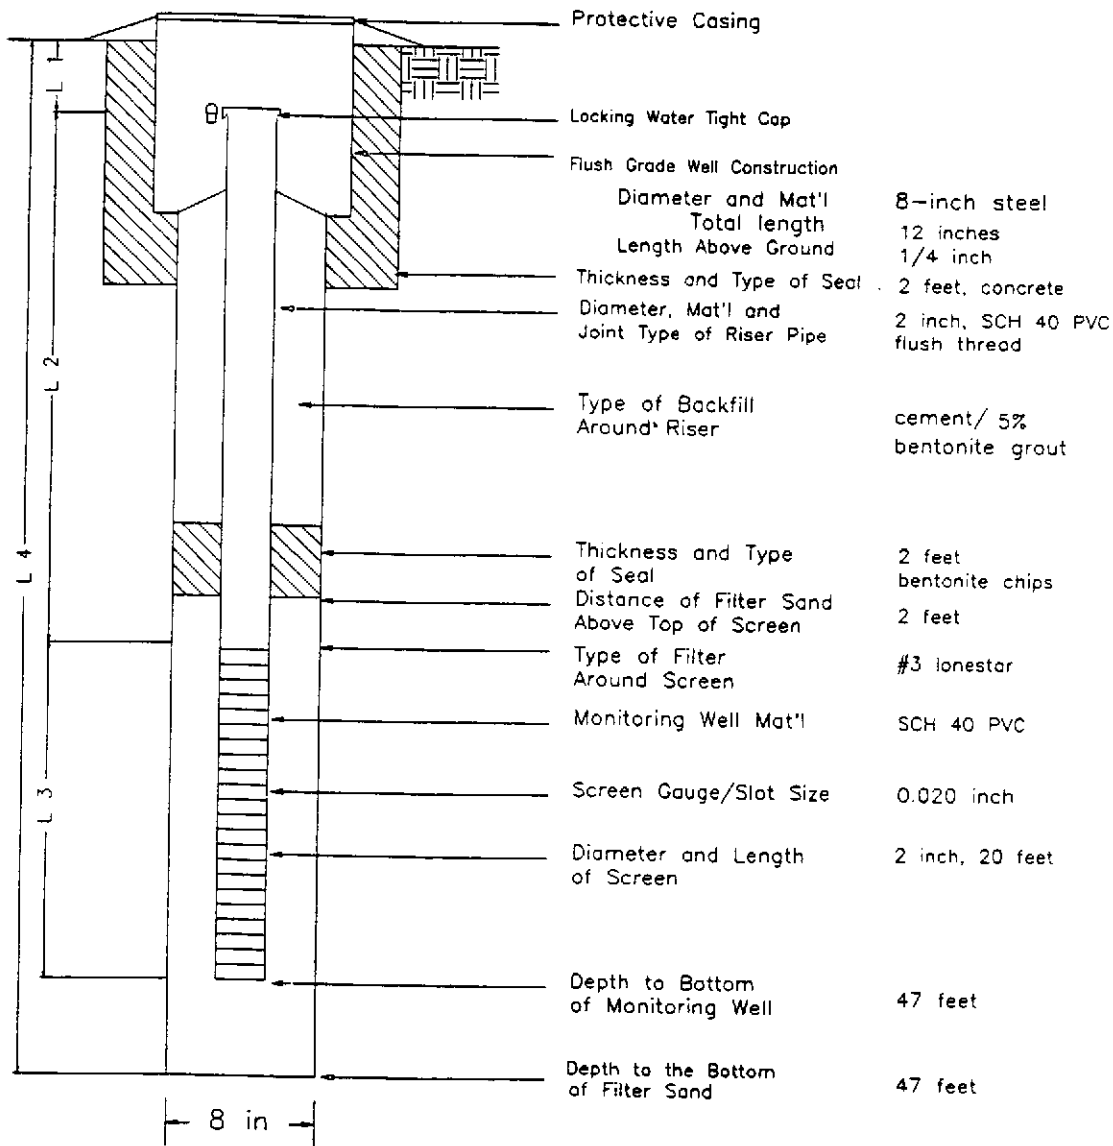 Protective Casing
L 1
Locking Water Tight Cap
Flush Grade Well Construction
Diameter and Mat'l 8-inch steel
Total length 12 inches
Length Above Ground 1/4 inch
Thickness and Type of Seal 2 feet, concrete
Diameter, Mat'l and 2 inch, SCH 40 PVC
Joint Type of Riser Pipe flush thread
L 2
Type of Backfill cement/ 5%
Around Riser bentonite grout
L 4
Thickness and Type 2 feet
of Seal bentonite chips
Distance of Filter Sand 2 feet
Above Top of Screen
Type of Filter #3 lonestar
Around Screen
Monitoring Well Mat'l SCH 40 PVC
L 3
Screen Gauge/Slot Size 0.020 inch
Diameter and Length 2 inch, 20 feet
of Screen
Depth to Bottom 47 feet
of Monitoring Well
Depth to the Bottom 47 feet
of Filter Sand
8 in